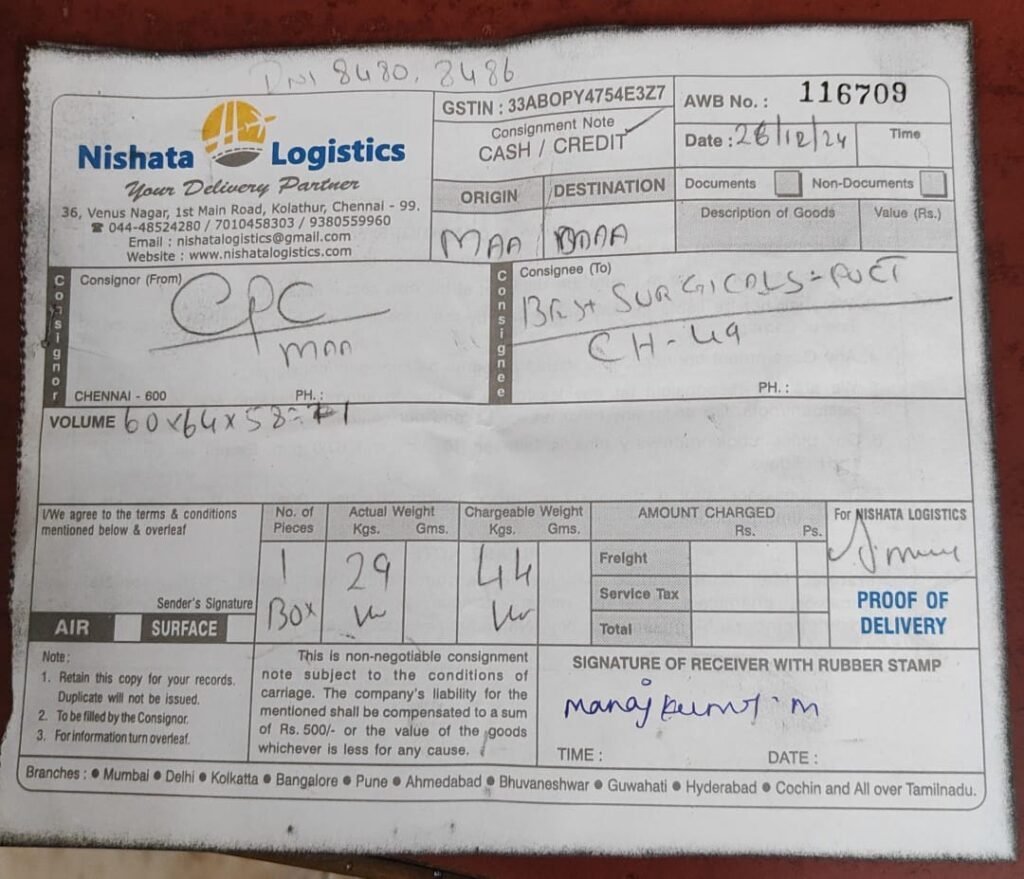 8480, 8486
Nishata Logistics
Your Delivery Partner
36, Venus Nagar, 1st Main Road, Kolathur, Chennai - 99.
☎ 044-48524280 / 7010458303 / 9380559960
Email : nishatalogistics@gmail.com
Website : www.nishatalogistics.com
GSTIN : 33ABOPY4754E3Z7
Consignment Note
CASH / CREDIT ✓
AWB No. : 116709
Date : 26/12/24
Time
ORIGIN
DESTINATION
MAA
Documents
Non-Documents
Description of Goods
Value (Rs.)
Consignor
Consignor (From)
CPC
MAA
CHENNAI - 600
PH. :
Consignee
Consignee (To)
SURGICALS
CH-49
PH. :
VOLUME 60x64x58=
I/We agree to the terms & conditions
mentioned below & overleaf
Sender's Signature
AIR
SURFACE
No. of
Pieces
1
BOX
Actual Weight
Kgs. Gms.
29
Chargeable Weight
Kgs. Gms.
44
AMOUNT CHARGED
Rs. Ps.
Freight
Service Tax
Total
For NISHATA LOGISTICS
PROOF OF
DELIVERY
Note :
1. Retain this copy for your records.
Duplicate will not be issued.
2. To be filled by the Consignor.
3. For information turn overleaf.
This is non-negotiable consignment
note subject to the conditions of
carriage. The company's liability for the
mentioned shall be compensated to a sum
of Rs. 500/- or the value of the goods
whichever is less for any cause.
SIGNATURE OF RECEIVER WITH RUBBER STAMP
TIME :
DATE :
Branches : ● Mumbai ● Delhi ● Kolkatta ● Bangalore ● Pune ● Ahmedabad ● Bhuvaneshwar ● Guwahati ● Hyderabad ● Cochin and All over Tamilnadu.